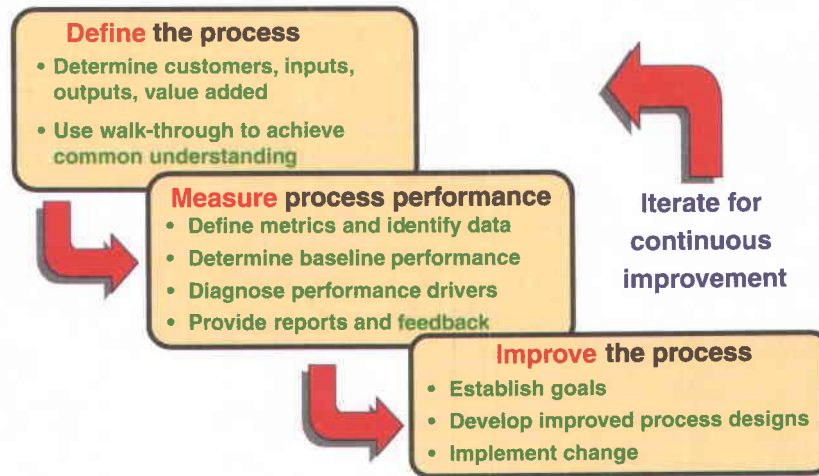 Define the process
• Determine customers, inputs,
outputs, value added
• Use walk-through to achieve
common understanding
Measure process performance
• Define metrics and identify data
• Determine baseline performance
• Diagnose performance drivers
• Provide reports and feedback
Iterate for
continuous
improvement
Improve the process
• Establish goals
• Develop improved process designs
• Implement change